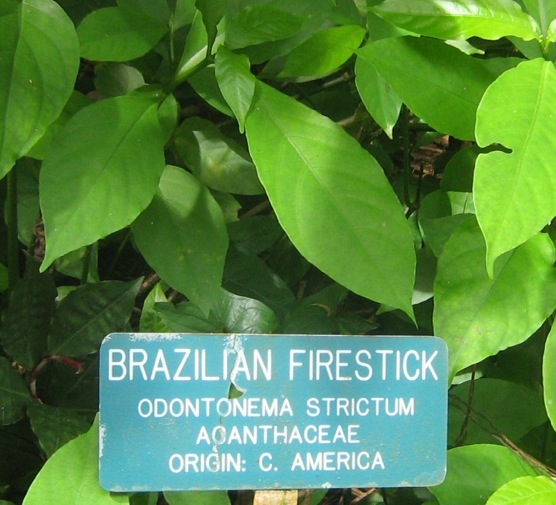 BRAZILIAN FIRESTICK
ODONTONEMA STRICTUM
ACANTHACEAE
ORIGIN: C. AMERICA